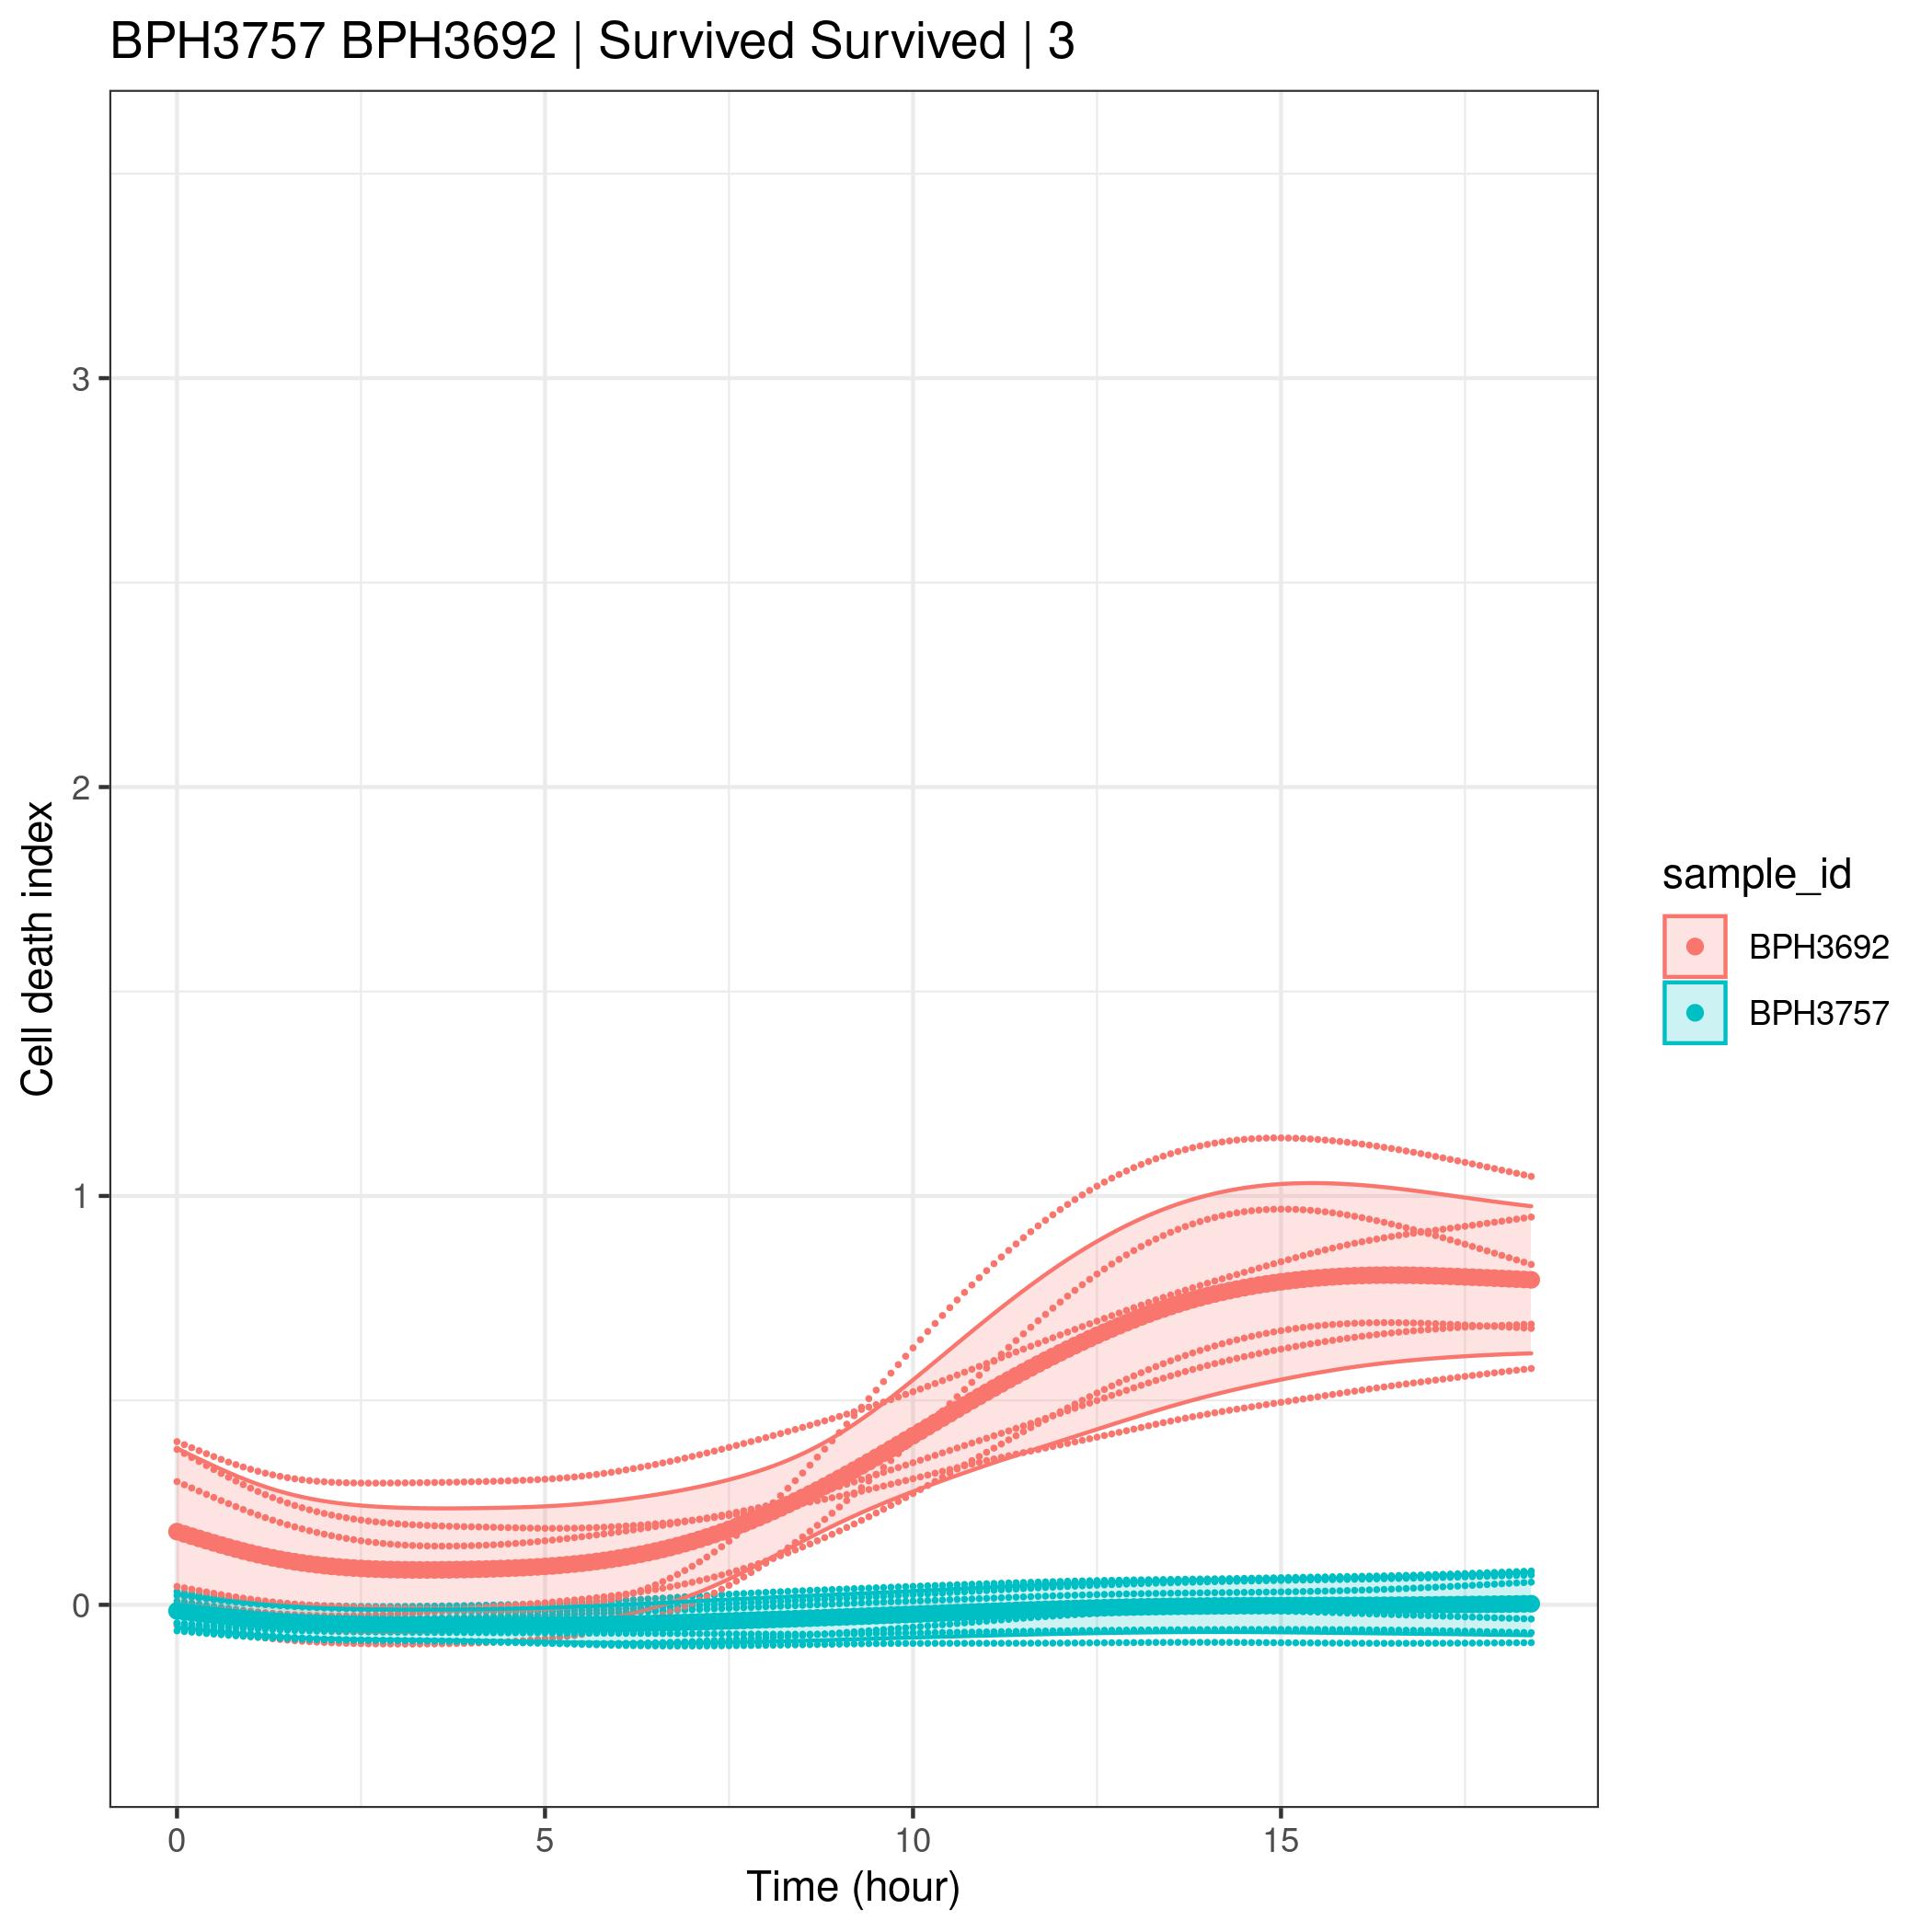 BPH3757 BPH3692 | Survived Survived | 3
Cell death index
3
2
1
0
0 5 10 15
Time (hour)
sample_id
BPH3692
BPH3757